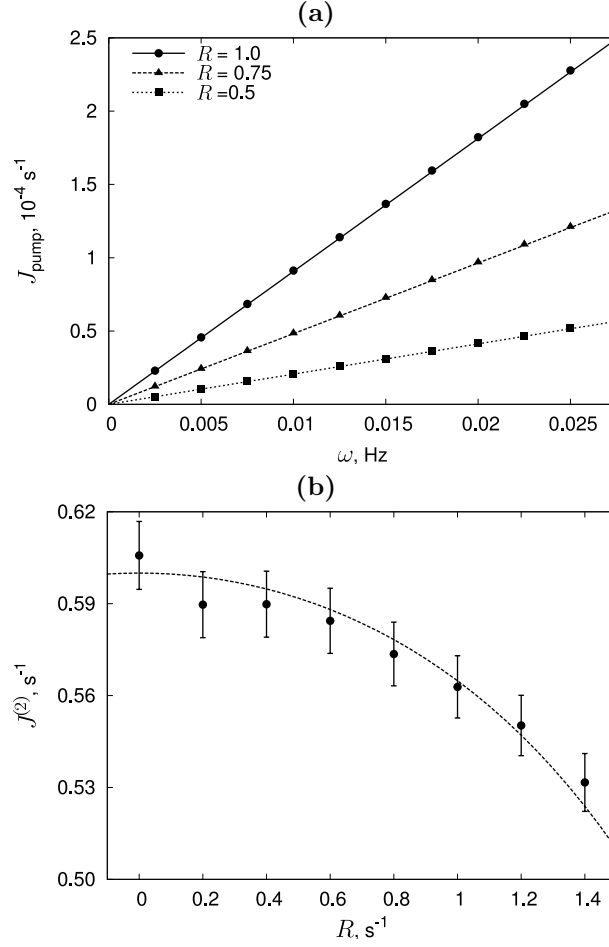 (a)
2.5
2
1.5
1
0.5
0
J_pump, 10^-4 s^-1
R = 1.0
R = 0.75
R =0.5
0 0.005 0.01 0.015 0.02 0.025
ω, Hz
(b)
0.62
0.59
0.56
0.53
0.50
J^(2), s^-1
0 0.2 0.4 0.6 0.8 1 1.2 1.4
R, s^-1